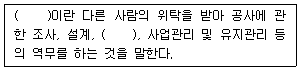 (      )이란 다른 사람의 위탁을 받아 공사에 관
한 조사, 설계, (      ), 사업관리 및 유지관리 등
의 역무를 하는 것을 말한다.